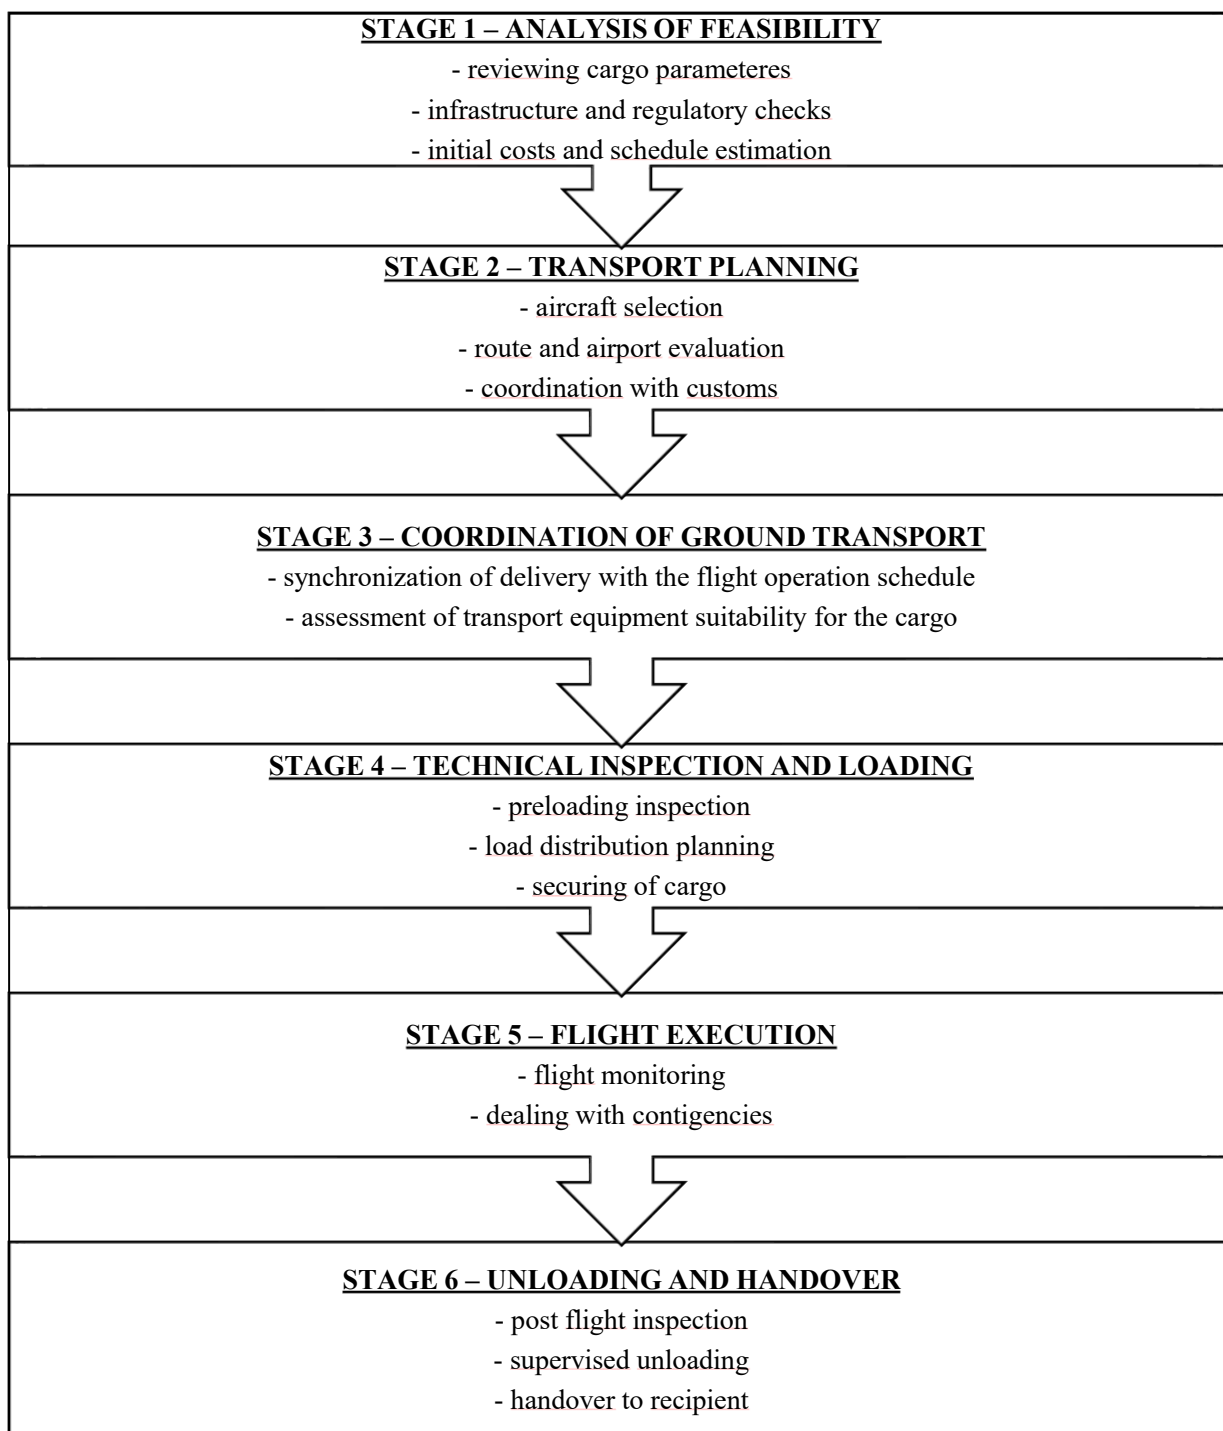 STAGE 1 – ANALYSIS OF FEASIBILITY
- reviewing cargo parameteres
- infrastructure and regulatory checks
- initial costs and schedule estimation
STAGE 2 – TRANSPORT PLANNING
- aircraft selection
- route and airport evaluation
- coordination with customs
STAGE 3 – COORDINATION OF GROUND TRANSPORT
- synchronization of delivery with the flight operation schedule
- assessment of transport equipment suitability for the cargo
STAGE 4 – TECHNICAL INSPECTION AND LOADING
- preloading inspection
- load distribution planning
- securing of cargo
STAGE 5 – FLIGHT EXECUTION
- flight monitoring
- dealing with contigencies
STAGE 6 – UNLOADING AND HANDOVER
- post flight inspection
- supervised unloading
- handover to recipient